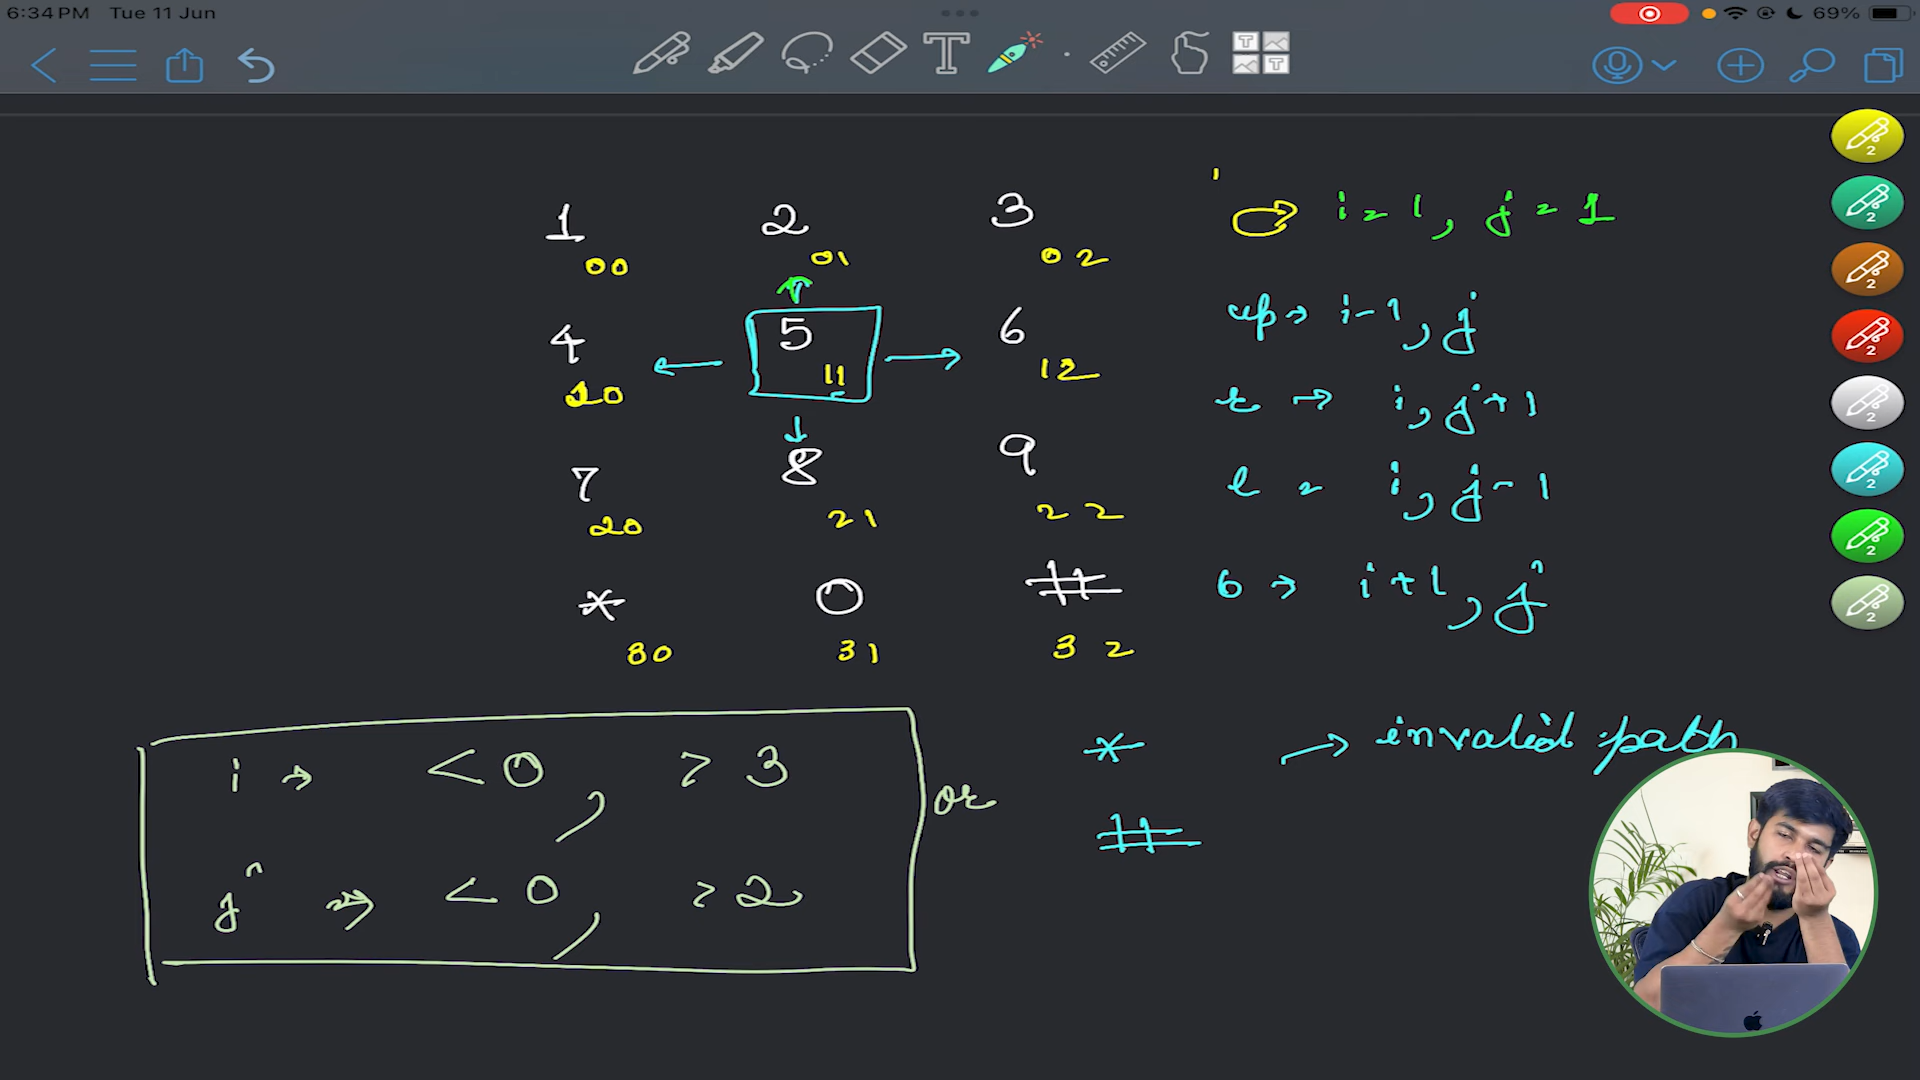 6:34 PM Tue 11 Jun
69%
1 2 3
00 01 02
4 5 6
10 11 12
7 8 9
20 21 22
* 0 #
30 31 32
i = 1, j = 1
up → i-1, j
r → i, j+1
l = i, j-1
b → i+1, j
i → < 0, > 3
j → < 0, > 2
or
* → invalid path
#